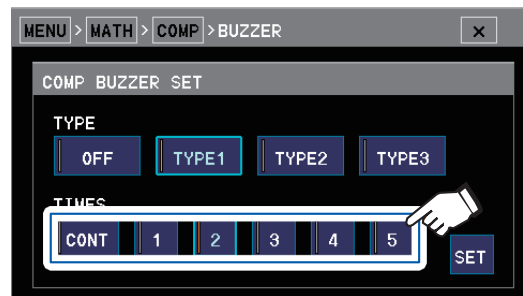 MENU > MATH > COMP > BUZZER ×
COMP BUZZER SET
TYPE
OFF TYPE1 TYPE2 TYPE3
TIMES
CONT 1 2 3 4 5
SET